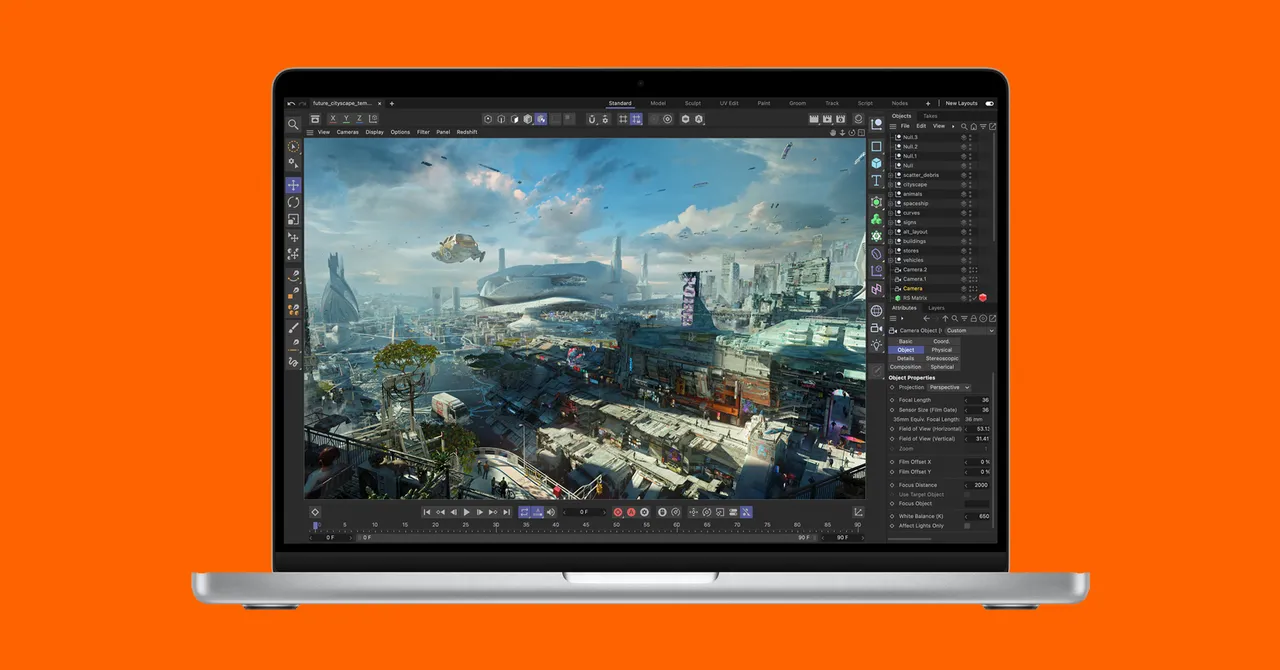 future_cityscape_tem...
Standard Model Sculpt UV Edit Paint Groom Track Script Nodes New Layouts
X Y Z
View Cameras Display Options Filter Panel Redshift
Objects Takes
File Edit View
Null.3
Null.2
Null.1
Null
scatter_debris
cityscape
animals
spaceship
curves
signs
alt_layout
buildings
stores
vehicles
Camera.2
Camera.1
Camera
RS Matrix
Attributes Layers
Camera Object [ Custom
Basic Coord.
Object Physical
Details Stereoscopic
Composition Spherical
Object Properties
Projection Perspective
Focal Length 36
Sensor Size (Film Gate) 36
35mm Equiv. Focal Length: 36 mm
Field of View (Horizontal) 53.13
Field of View (Vertical) 31.41
Zoom
Film Offset X 0 %
Film Offset Y 0 %
Focus Distance 2000
Use Target Object
Focus Object
White Balance (K) 650
Affect Lights Only
0 F
0 5 10 15 20 25 30 35 40 45 50 55 60 65 70 75 80 85 90
0 F 0 F 90 F 90 F